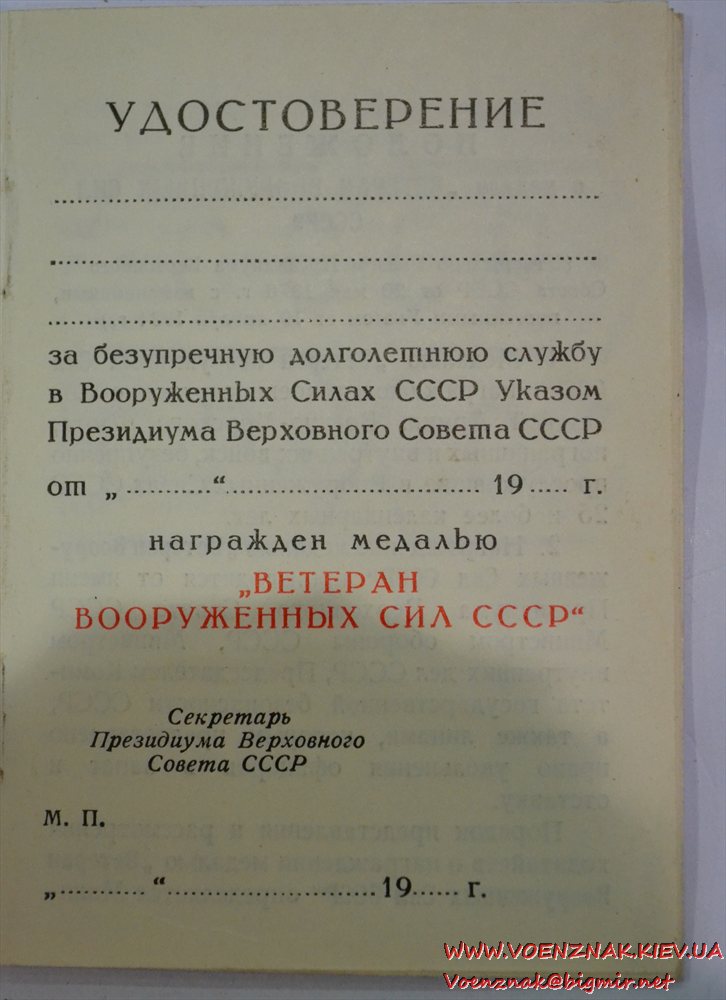 УДОСТОВЕРЕНИЕ
за безупречную долголетнюю службу
в Вооруженных Силах СССР Указом
Президиума Верховного Совета СССР
от „............“........................... 19..... г.
награжден медалью
„ВЕТЕРАН
ВООРУЖЕННЫХ СИЛ СССР“
Секретарь
Президиума Верховного
Совета СССР
М. П.
„............“........................... 19...... г.
WWW.VOENZNAK.KIEV.UA
Voenznak@bigmir.net